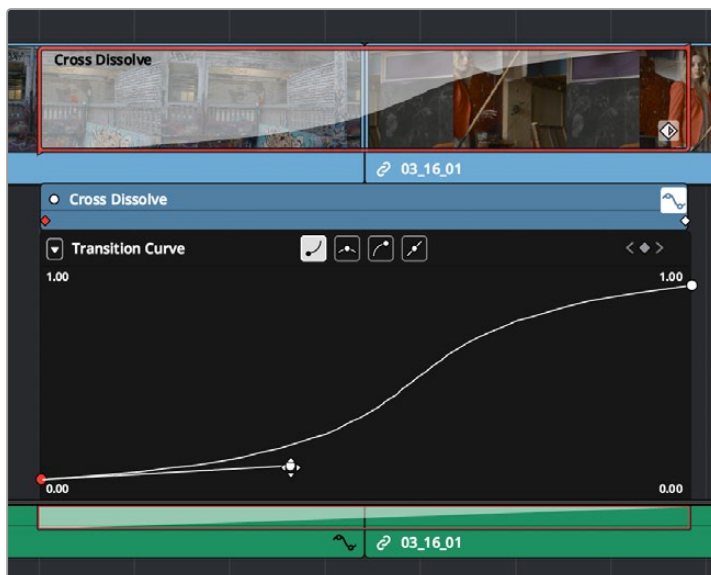 Cross Dissolve
03_16_01
Cross Dissolve
Transition Curve
1.00 1.00
0.00 0.00
03_16_01